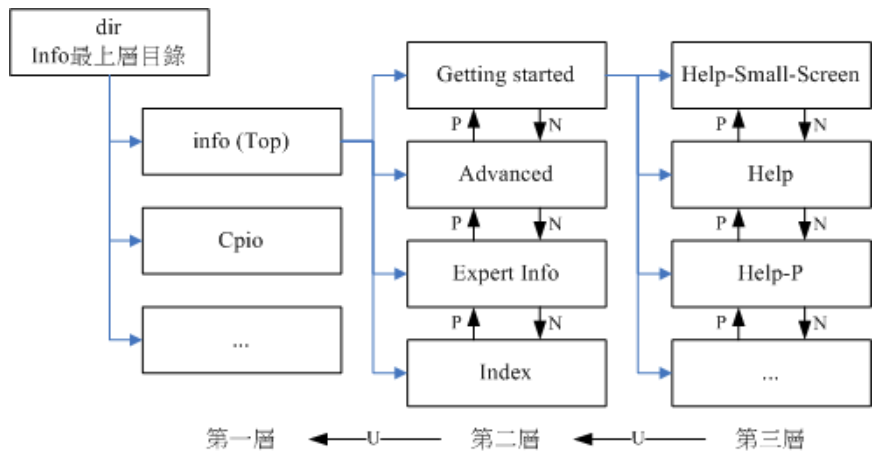 dir
Info最上層目錄
info (Top)
Cpio
...
Getting started
P
N
Advanced
P
N
Expert Info
P
N
Index
Help-Small-Screen
P
N
Help
P
N
Help-P
P
N
...
第一層
U
第二層
U
第三層